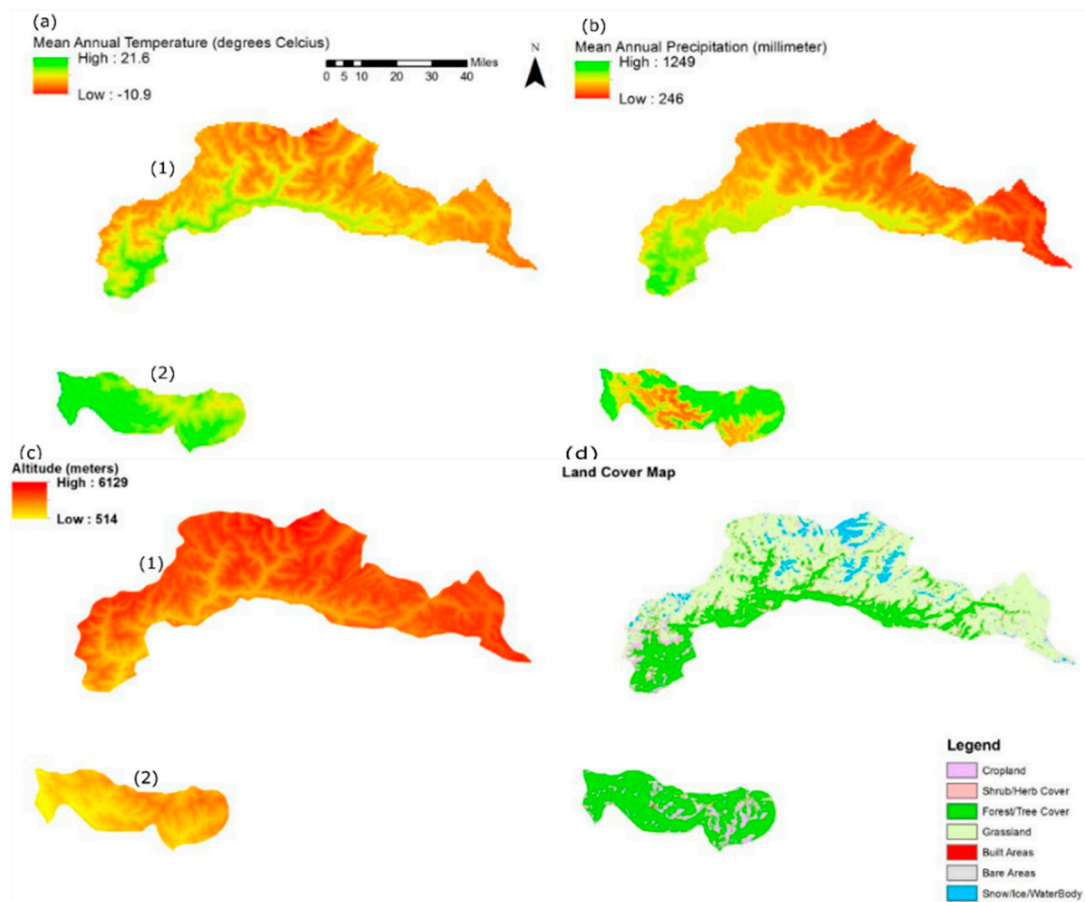 (a)
Mean Annual Temperature (degrees Celcius)
High : 21.6
Low : -10.9
0 5 10 20 30 40 Miles
N
(1)
(2)
(b)
Mean Annual Precipitation (millimeter)
High : 1249
Low : 246
(c)
Altitude (meters)
High : 6129
Low : 514
(1)
(2)
(d)
Land Cover Map
Legend
Cropland
Shrub/Herb Cover
Forest/Tree Cover
Grassland
Built Areas
Bare Areas
Snow/Ice/WaterBody